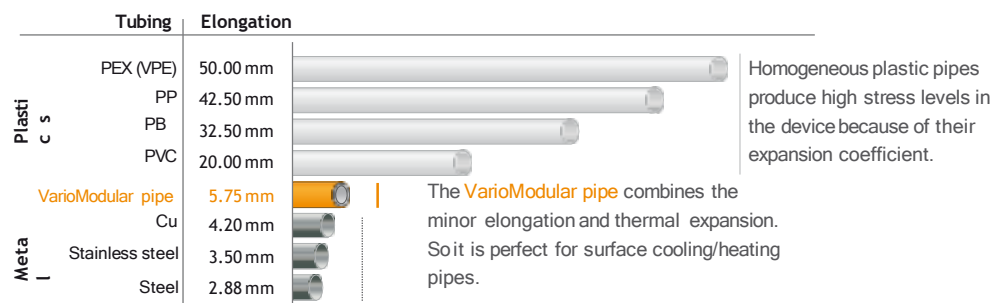 Tubing Elongation
Plasti
c s
PEX (VPE) 50.00 mm
PP 42.50 mm
PB 32.50 mm
PVC 20.00 mm
Homogeneous plastic pipes
produce high stress levels in
the device because of their
expansion coefficient.
VarioModular pipe 5.75 mm
Meta
l
Cu 4.20 mm
Stainless steel 3.50 mm
Steel 2.88 mm
The VarioModular pipe combines the
minor elongation and thermal expansion.
So it is perfect for surface cooling/heating
pipes.